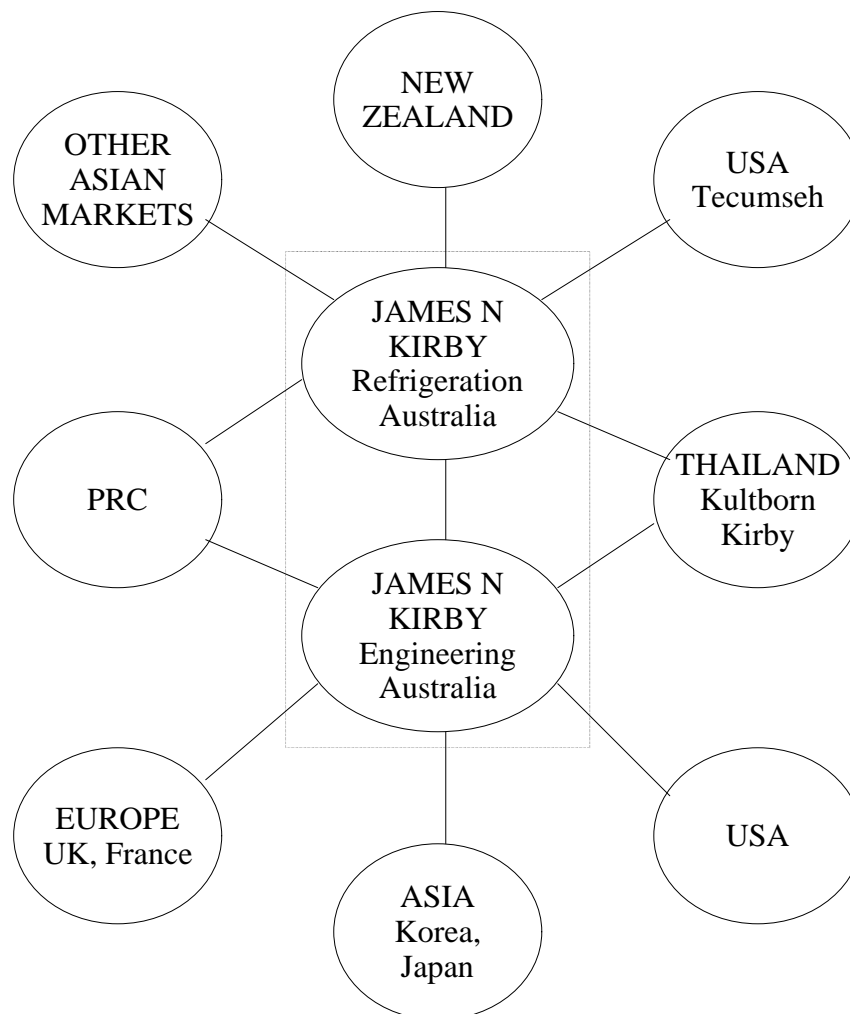 NEW
ZEALAND
OTHER
ASIAN
MARKETS
USA
Tecumseh
JAMES N
KIRBY
Refrigeration
Australia
PRC
THAILAND
Kultborn
Kirby
JAMES N
KIRBY
Engineering
Australia
EUROPE
UK, France
USA
ASIA
Korea,
Japan